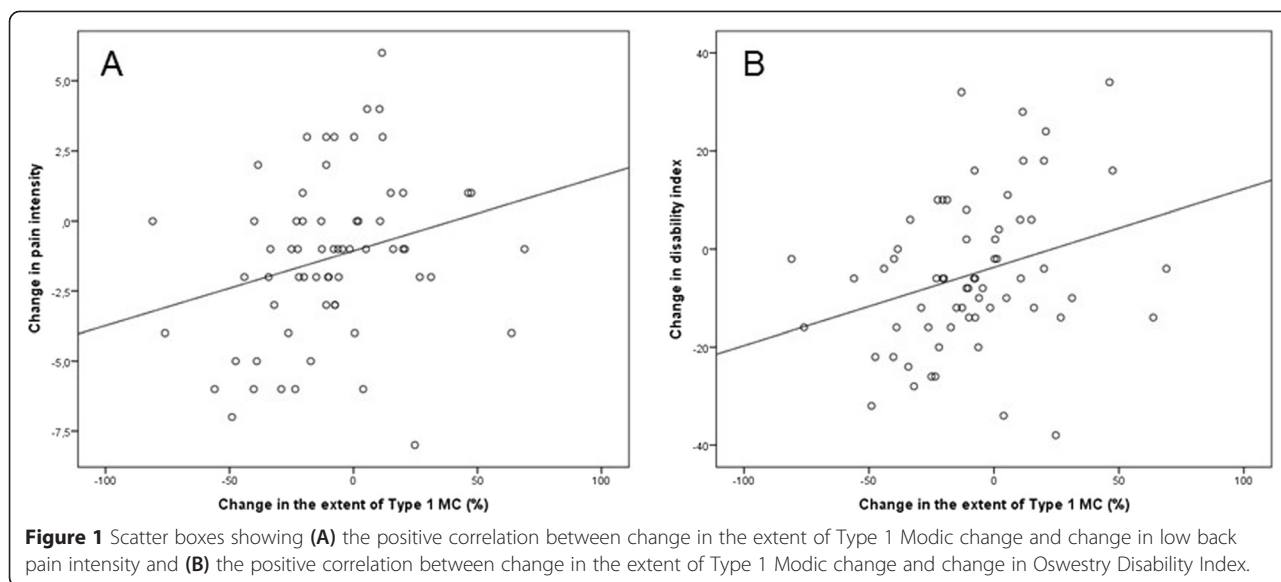 A
Change in pain intensity
5,0
2,5
,0
-2,5
-5,0
-7,5
-100
-50
0
50
100
Change in the extent of Type 1 MC (%)
B
Change in disability index
40
20
0
-20
-40
-100
-50
0
50
100
Change in the extent of Type 1 MC (%)
Figure 1 Scatter boxes showing (A) the positive correlation between change in the extent of Type 1 Modic change and change in low back
pain intensity and (B) the positive correlation between change in the extent of Type 1 Modic change and change in Oswestry Disability Index.